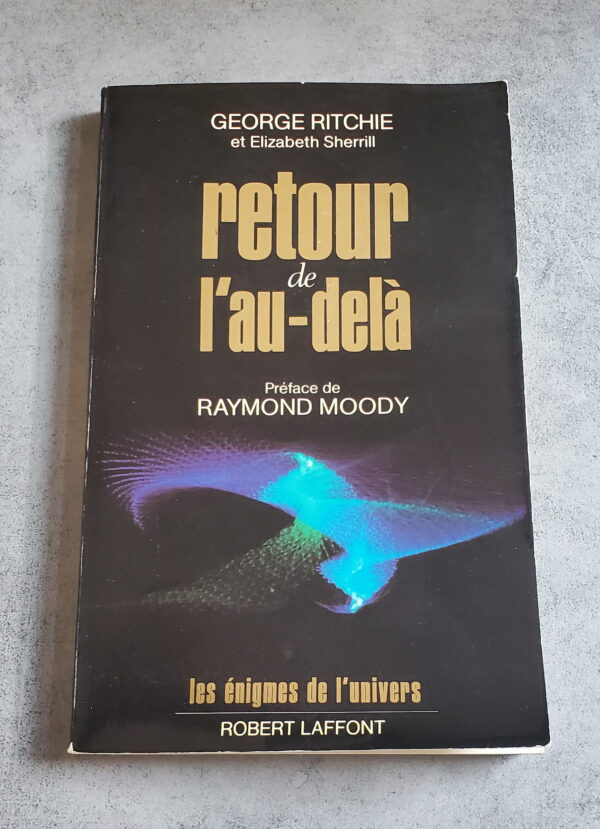 GEORGE RITCHIE
et Elizabeth Sherrill
retour
de
l'au-delà
Préface de
RAYMOND MOODY
les énigmes de l'univers
ROBERT LAFFONT